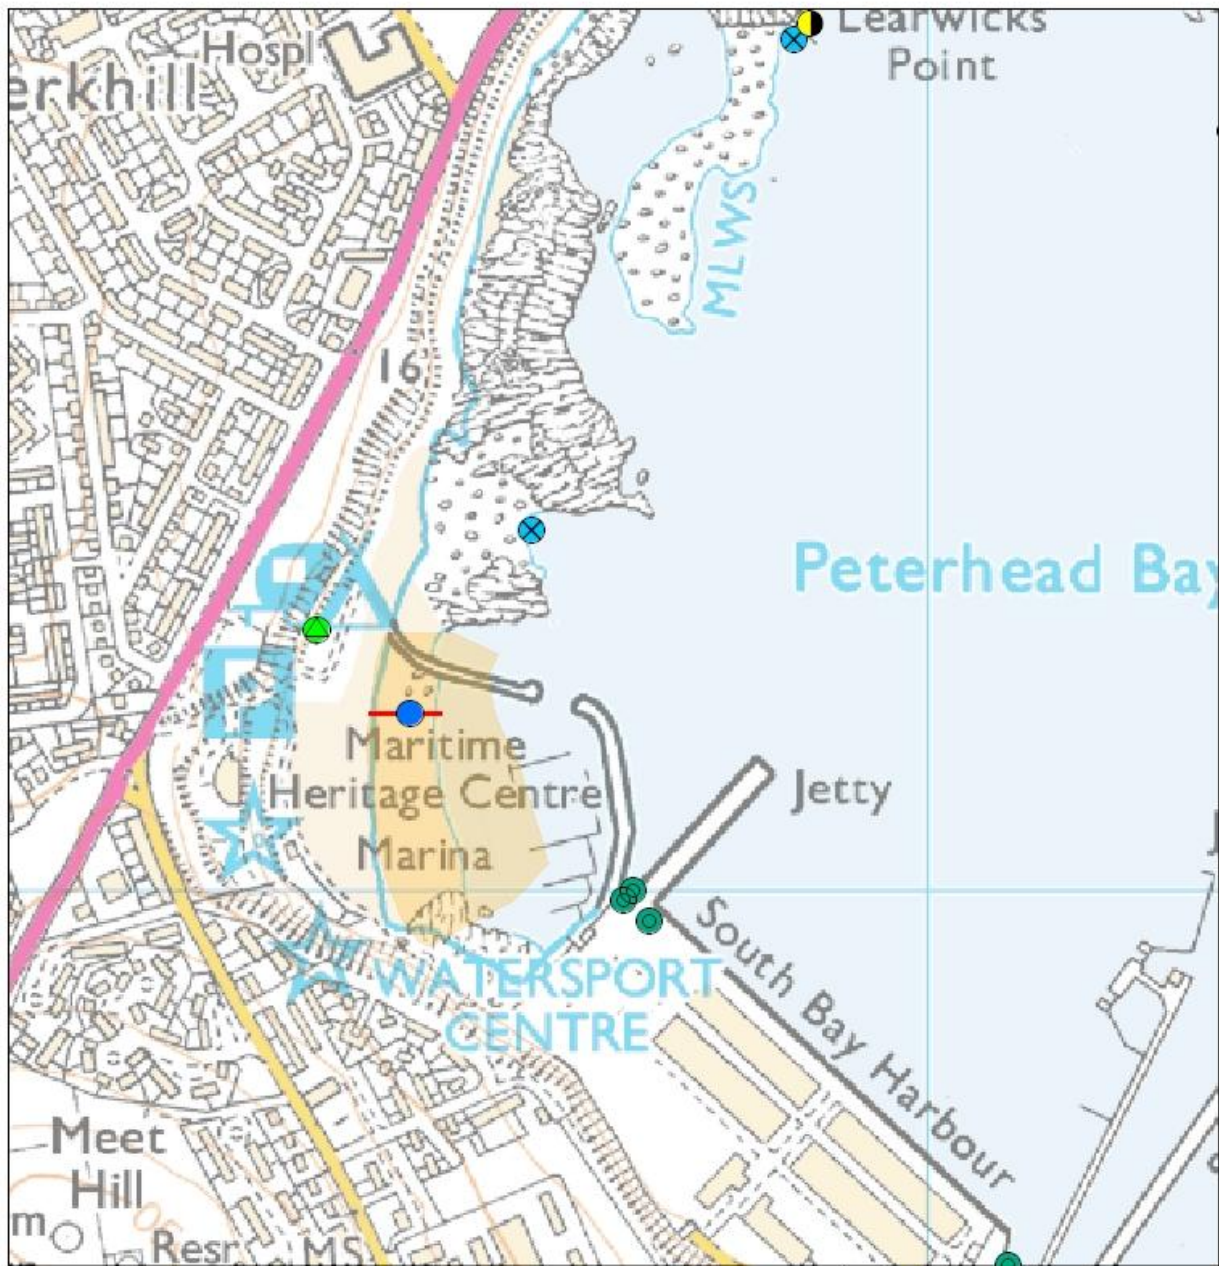 Learwicks
Point
Hospl
erkhill
MLWS
16
Peterhead Bay
Maritime
Heritage Centre
Marina
Jetty
South Bay Harbour
WATERSPORT
CENTRE
Meet
Hill
m
Resr
MS